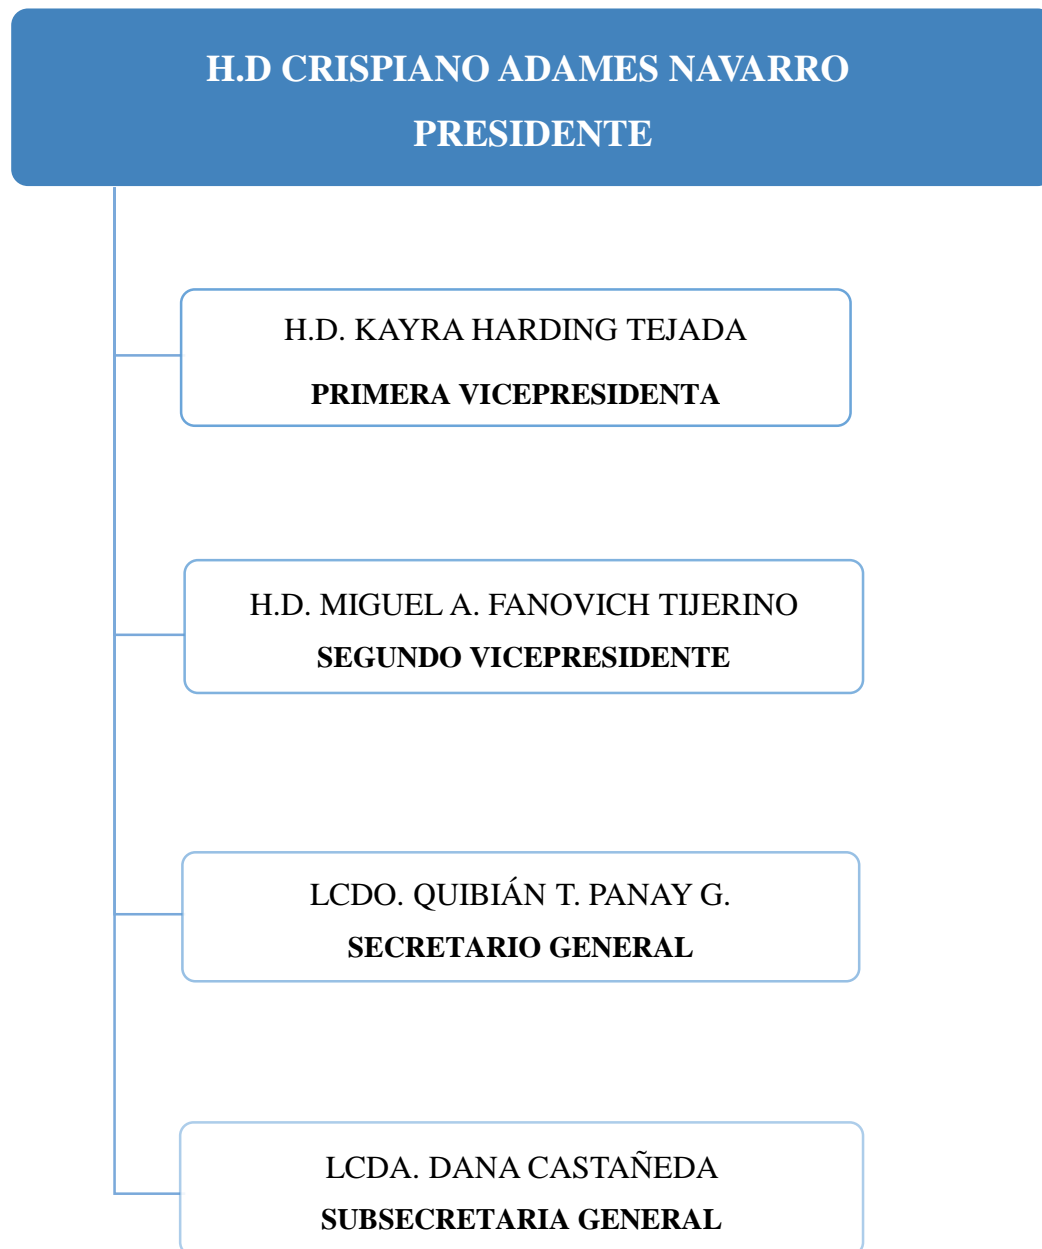 H.D CRISPIANO ADAMES NAVARRO
PRESIDENTE
H.D. KAYRA HARDING TEJADA
PRIMERA VICEPRESIDENTA
H.D. MIGUEL A. FANOVICH TIJERINO
SEGUNDO VICEPRESIDENTE
LCDO. QUIBIÁN T. PANAY G.
SECRETARIO GENERAL
LCDA. DANA CASTAÑEDA
SUBSECRETARIA GENERAL